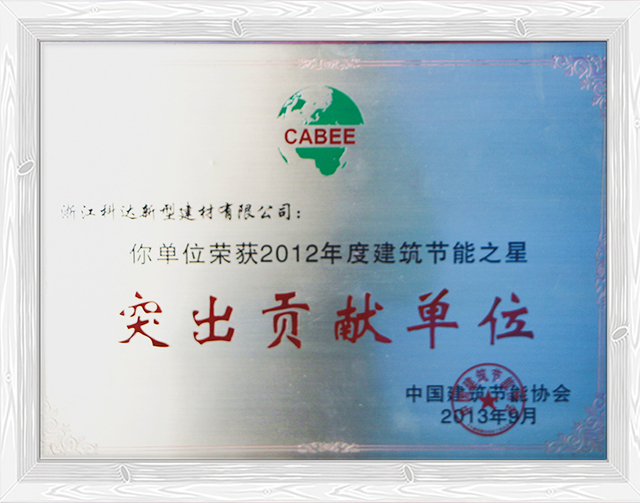 CABEE
浙江科达新型建材有限公司：
你单位荣获2012年度建筑节能之星
突出贡献单位
中国建筑节能协会
2013年9月